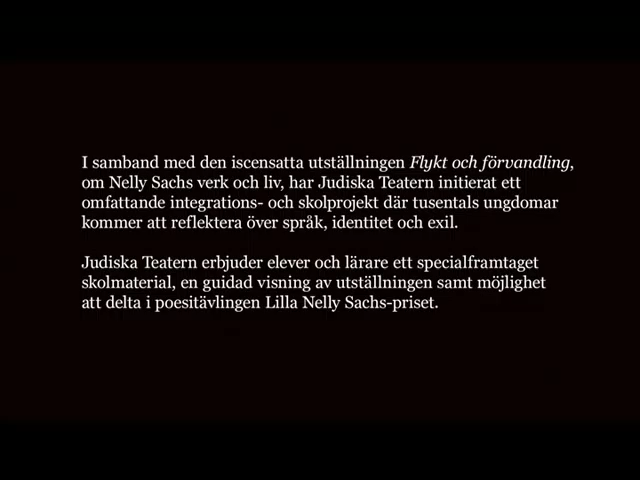 I samband med den iscensatta utställningen Flykt och förvandling,
om Nelly Sachs verk och liv, har Judiska Teatern initierat ett
omfattande integrations- och skolprojekt där tusentals ungdomar
kommer att reflektera över språk, identitet och exil.
Judiska Teatern erbjuder elever och lärare ett specialframtaget
skolmaterial, en guidad visning av utställningen samt möjlighet
att delta i poesitävlingen Lilla Nelly Sachs-priset.